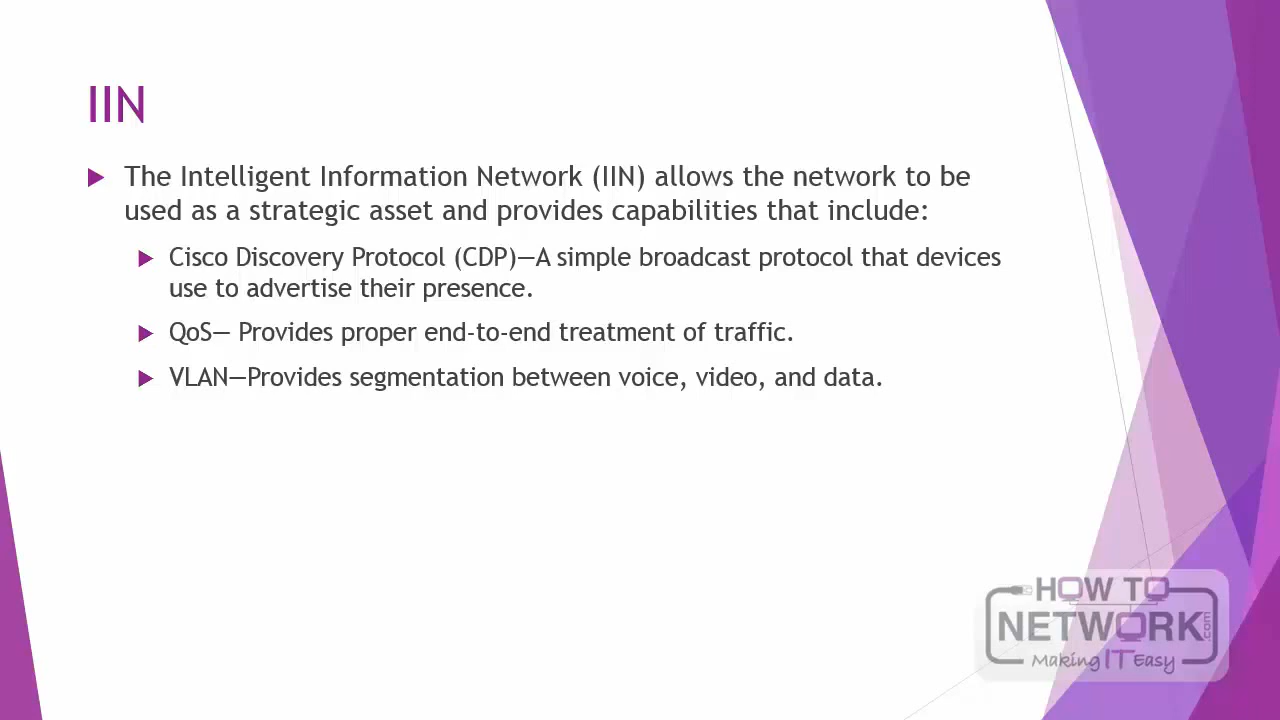 IIN
The Intelligent Information Network (IIN) allows the network to be
used as a strategic asset and provides capabilities that include:
Cisco Discovery Protocol (CDP)—A simple broadcast protocol that devices
use to advertise their presence.
QoS— Provides proper end-to-end treatment of traffic.
VLAN—Provides segmentation between voice, video, and data.
HOW TO
NETWORK.com
Making IT Easy